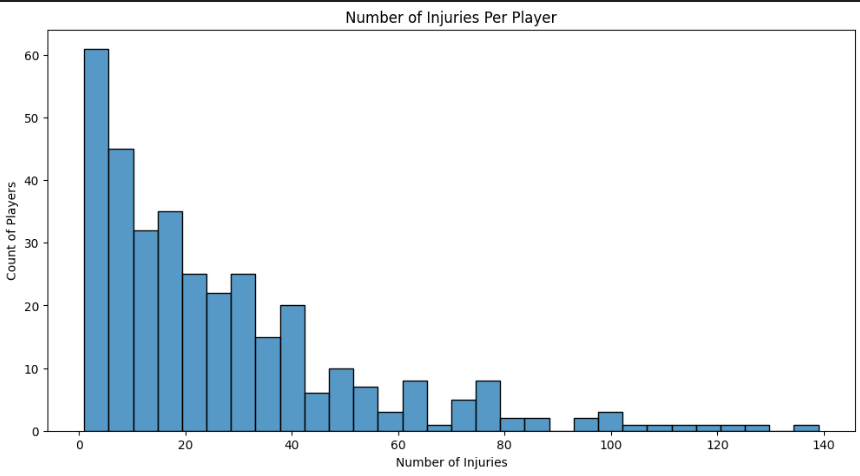 Number of Injuries Per Player
Count of Players
60
50
40
30
20
10
0
0 20 40 60 80 100 120 140
Number of Injuries